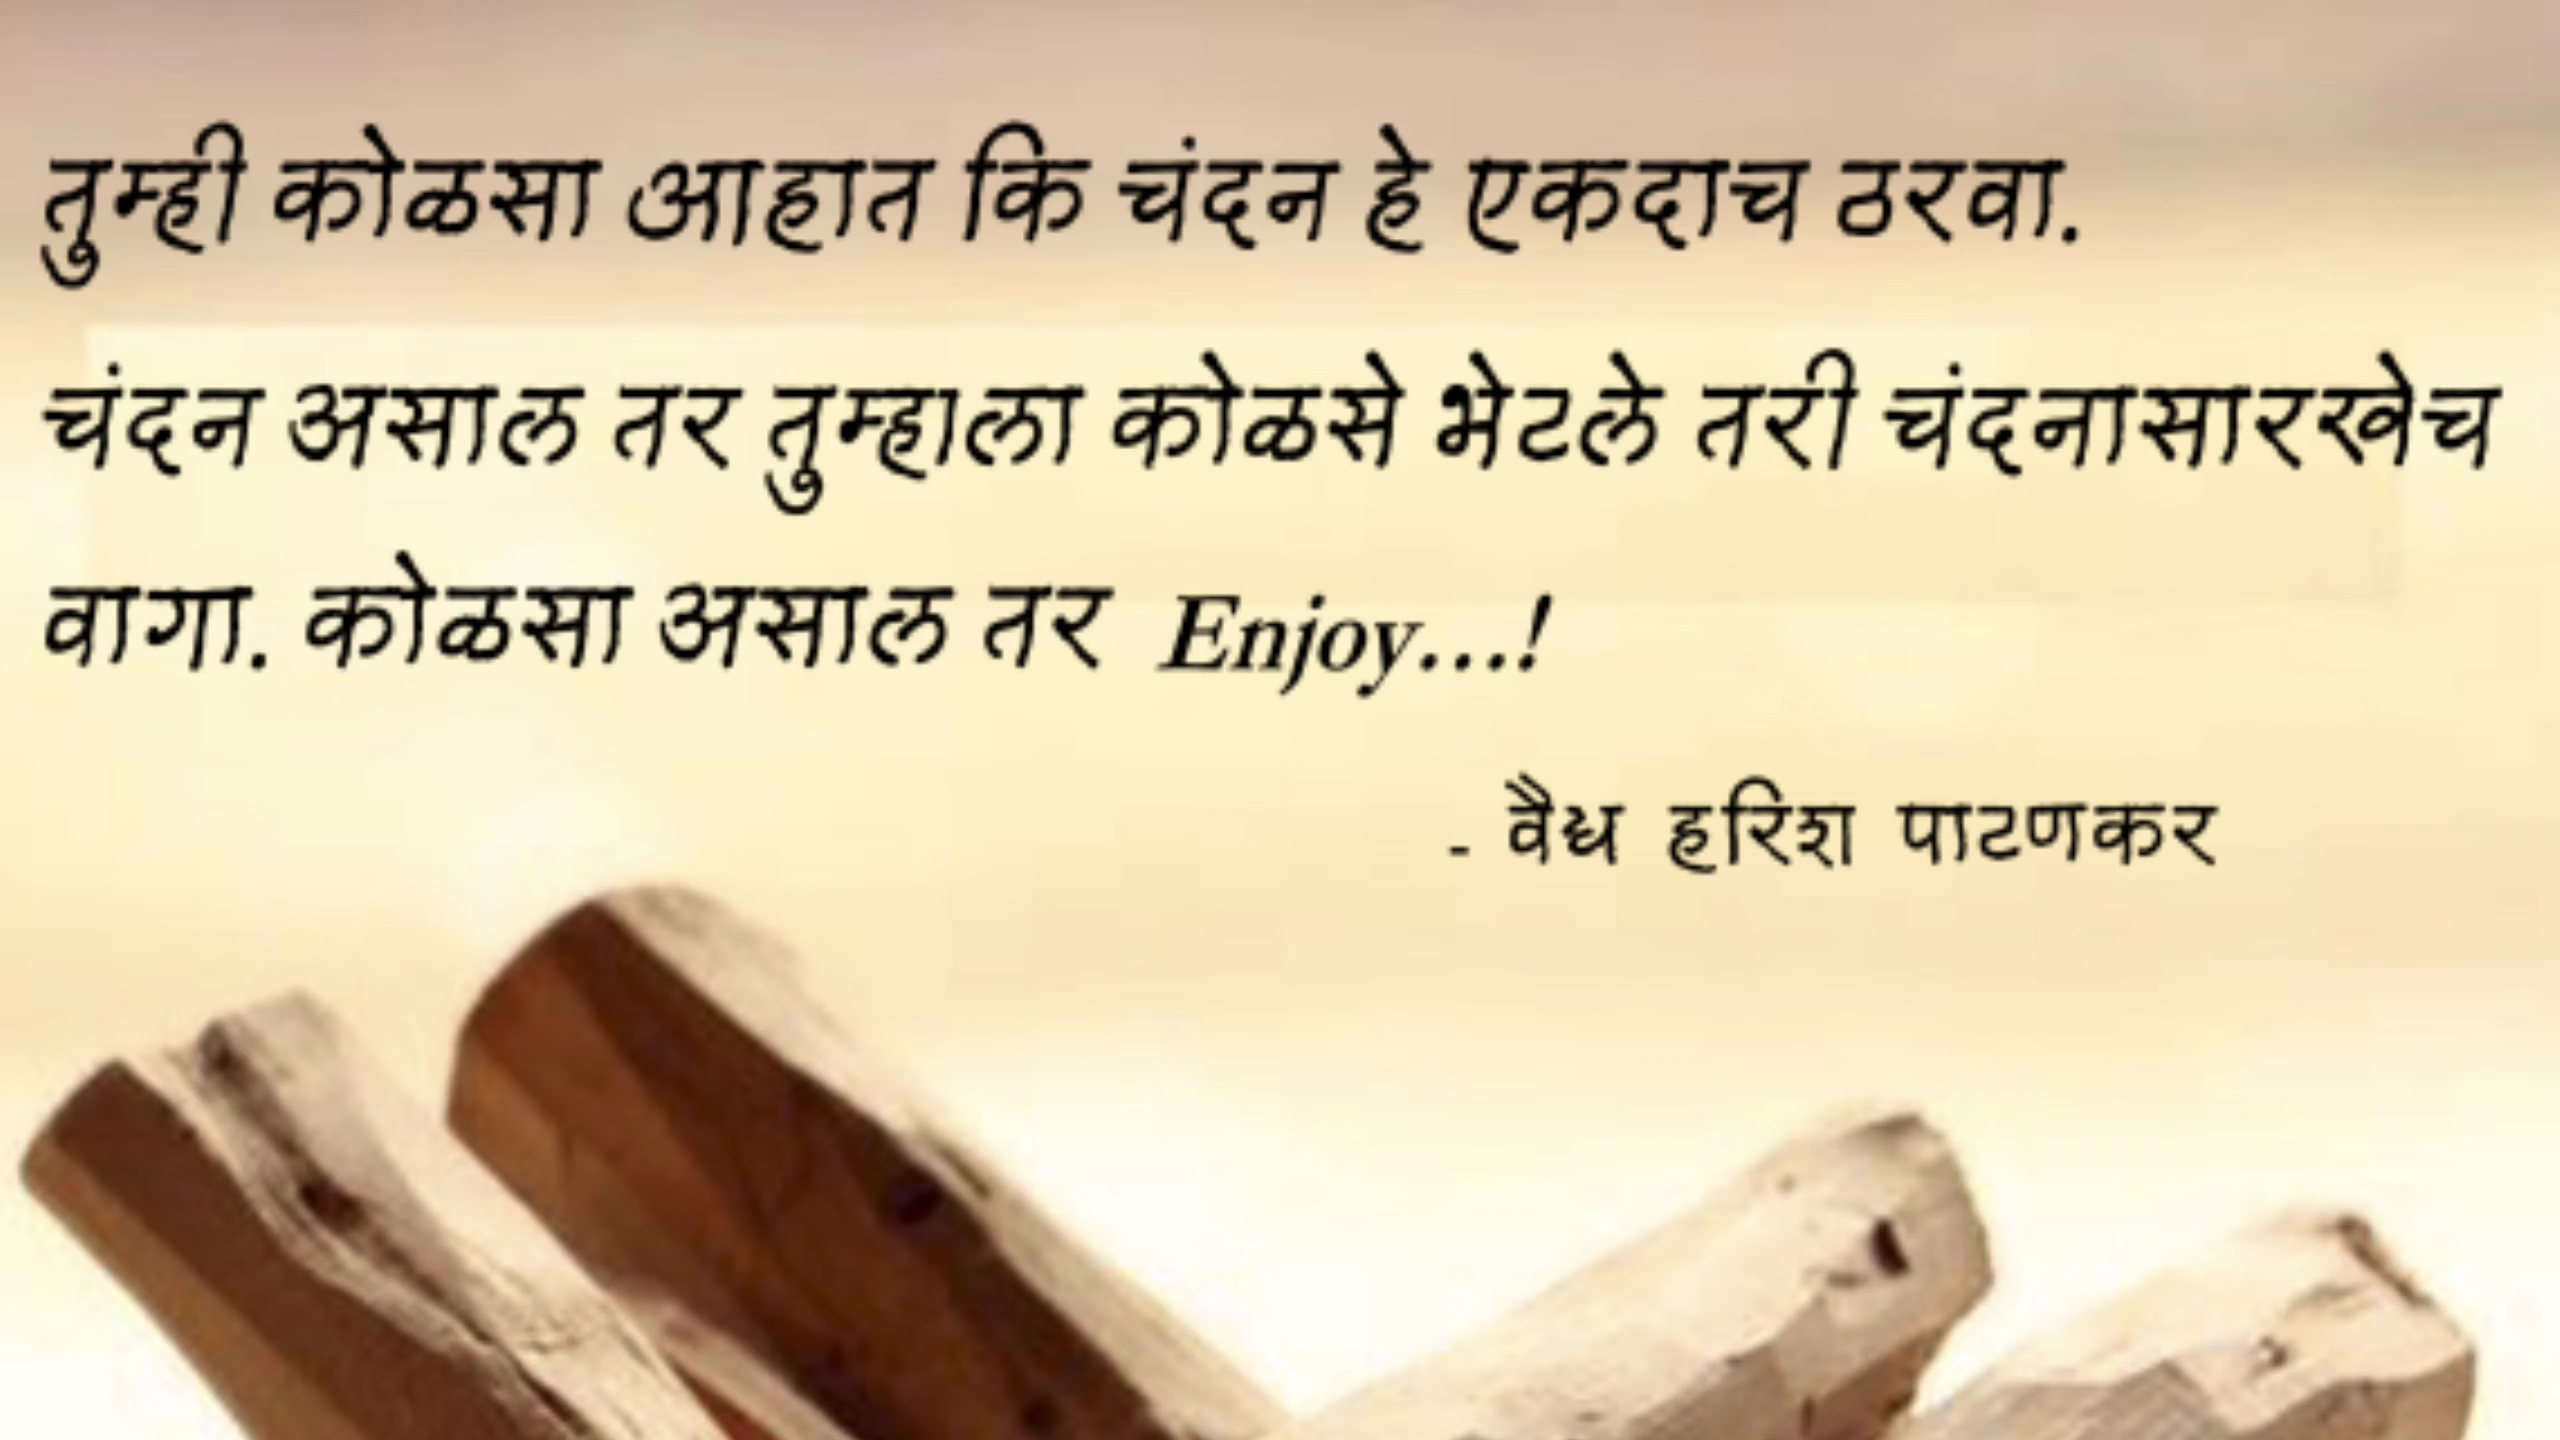 तुम्ही कोळसा आहात कि चंदन हे एकदाच ठरवा.
चंदन असाल तर तुम्हाला कोळसे भेटले तरी चंदनासारखेच
वागा. कोळसा असाल तर Enjoy...!
- वैध हरिश पाटणकर